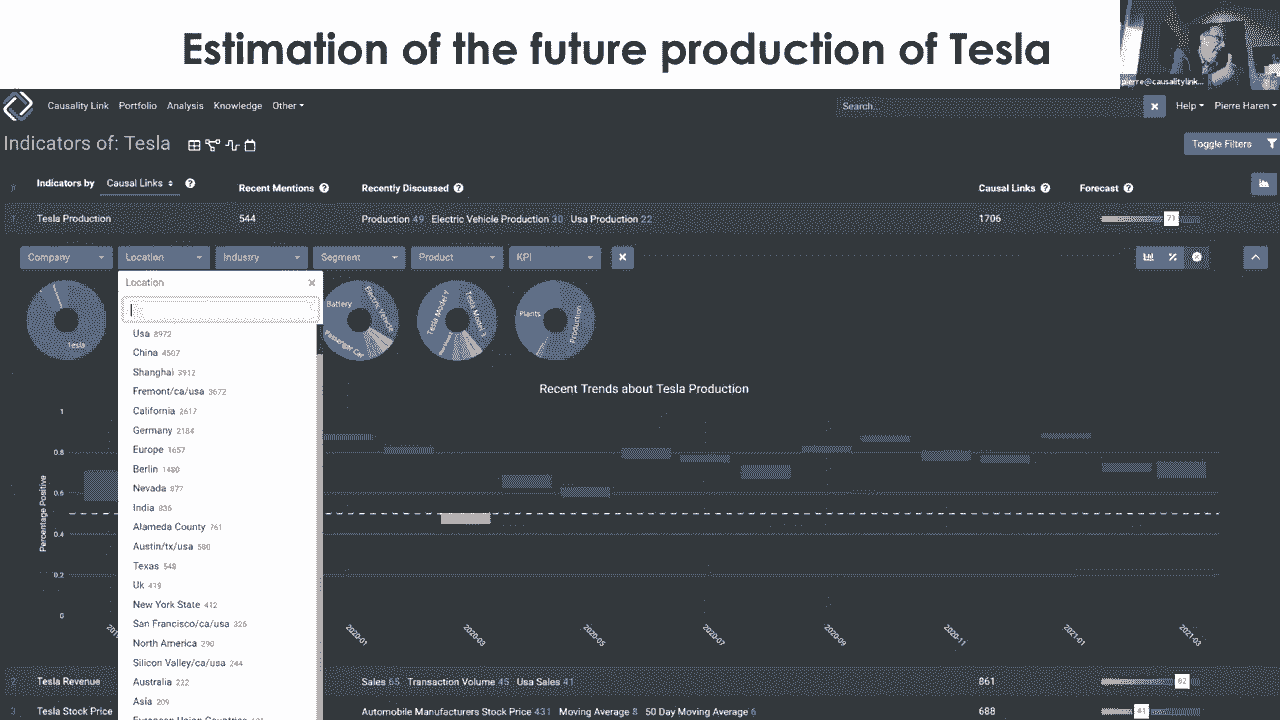 Estimation of the future production of Tesla
pierre@causalitylink...
Causality Link Portfolio Analysis Knowledge Other
Search...
Help Pierre Haren
Indicators of: Tesla
Toggle Filters
Indicators by Causal Links Recent Mentions Recently Discussed Causal Links Forecast
1 Tesla Production 544 Production 49 Electric Vehicle Production 30 Usa Production 22 1706
Company Location Industry Segment Product KPI
Location
Usa 8972
China 4507
Shanghai 3912
Fremont/ca/usa 3672
California 2617
Germany 2184
Europe 1657
Berlin 1480
Nevada 877
India 836
Alameda County 761
Austin/tx/usa 580
Texas 548
Uk 419
New York State 412
San Francisco/ca/usa 326
North America 290
Silicon Valley/ca/usa 244
Australia 222
Asia 209
Tesla
Battery
Electric Vehicle
Passenger Car
Tesla Model Y
Tesla Model 3
Plants
Production
Recent Trends about Tesla Production
Percentage Positive
1
0.8
0.6
0.4
0.2
0
2020-01
2020-03
2020-05
2020-07
2020-09
2020-11
2021-01
2021-03
2 Tesla Revenue Sales 65 Transaction Volume 45 Usa Sales 41 861 82
3 Tesla Stock Price Automobile Manufacturers Stock Price 431 Moving Average 8 50 Day Moving Average 6 688 41